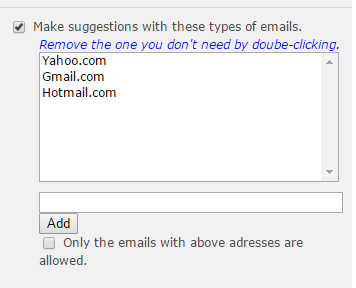 Make suggestions with these types of emails.
Remove the one you don't need by doube-clicking.
Yahoo.com
Gmail.com
Hotmail.com
Add
Only the emails with above adresses are
allowed.